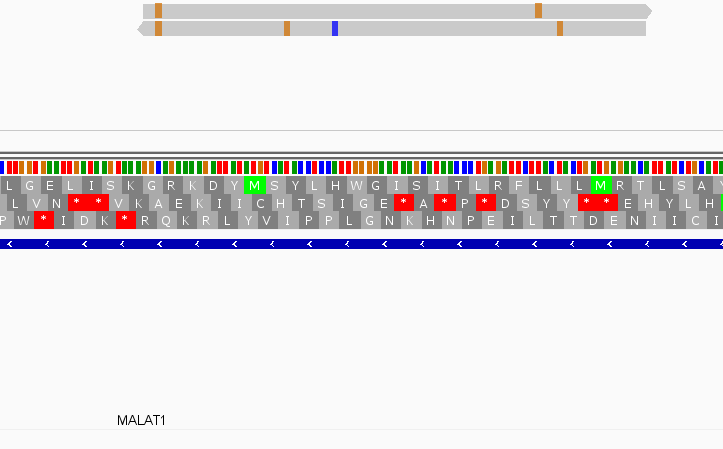 L G E L I S K G R K D Y M S Y L H W G I S I T L R F L L L M R T L S A
L V N * * V K A E K I I C H T S I G E * A * P * D S Y Y * * E H Y L H
P W * I D K * R Q K R L Y V I P P L G N K H N P E I L T T D E N I I C I
MALAT1